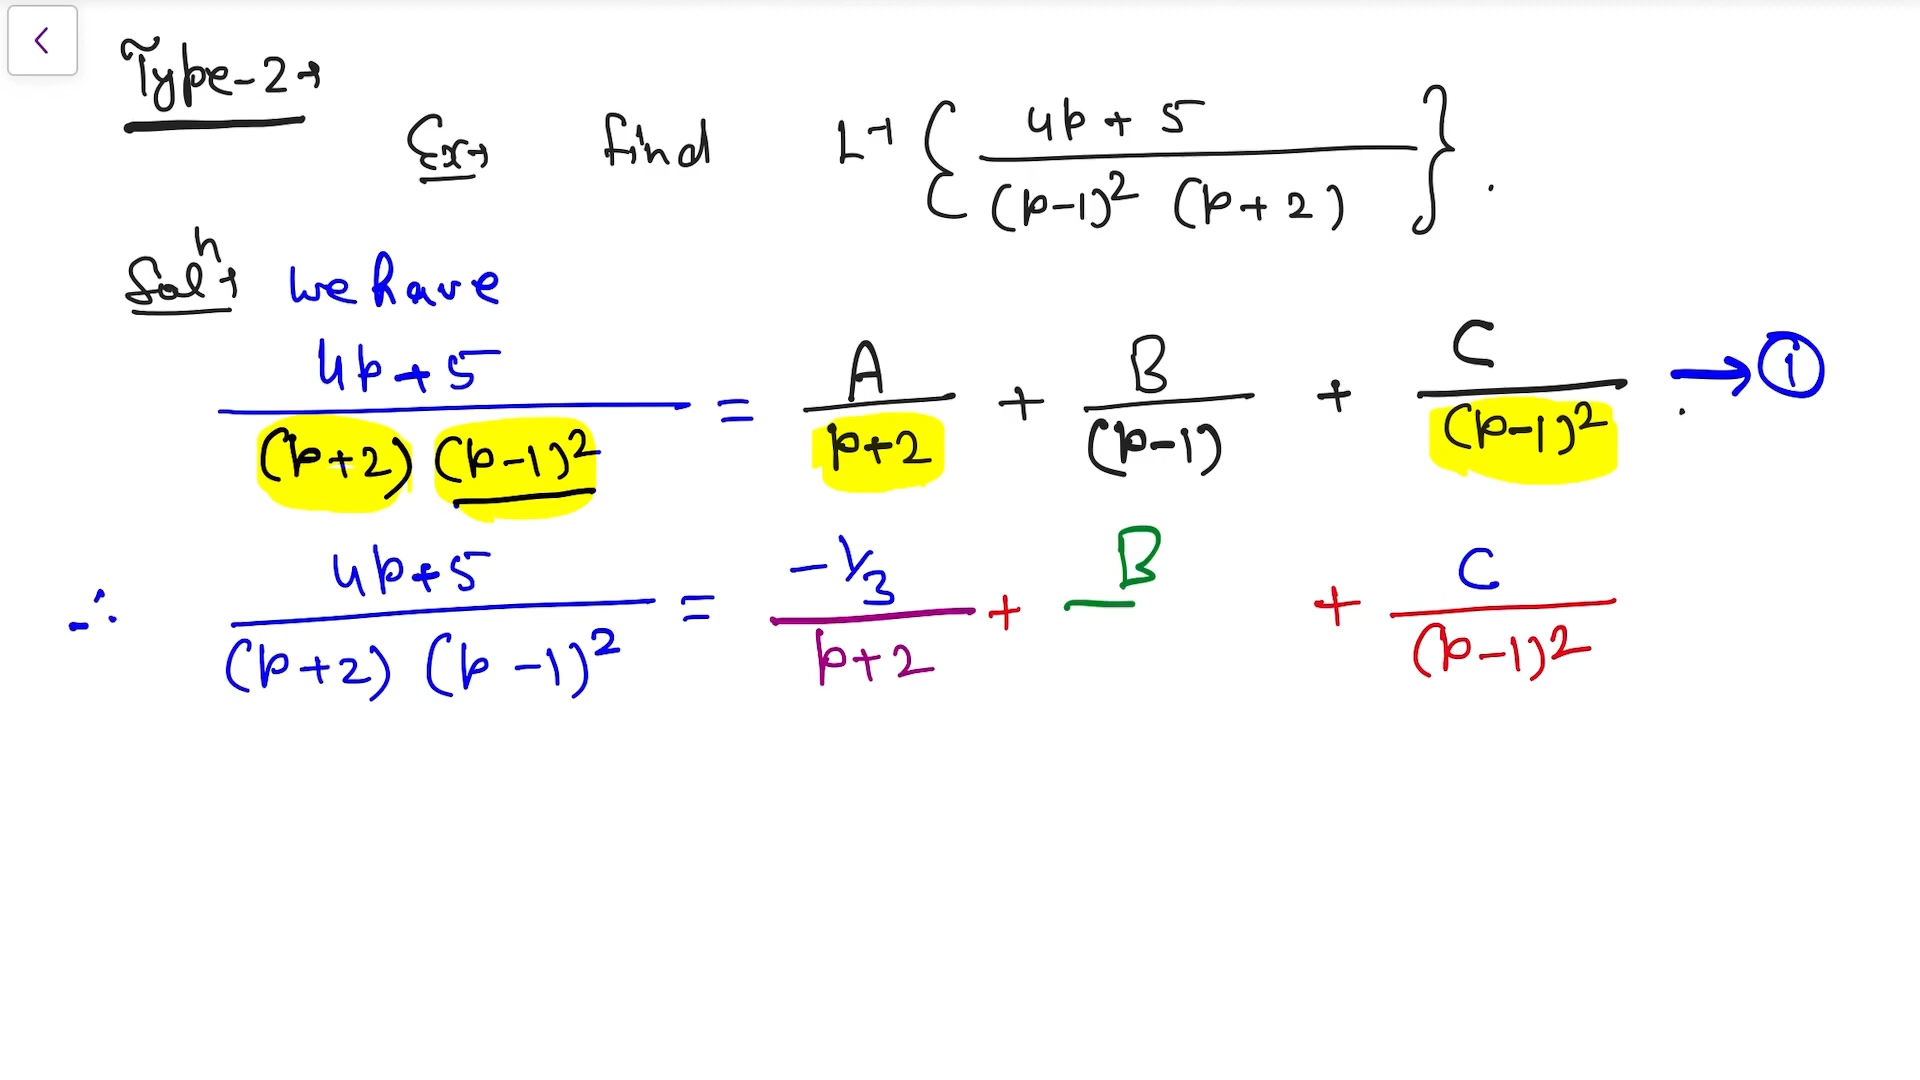 Type-2→
Ex→ find L⁻¹ { 4p + 5 / (p-1)² (p+2) } .
Solⁿ→ we have
4p+5 / (p+2) (p-1)² = A / p+2 + B / (p-1) + C / (p-1)² . → ①
∴ 4p+5 / (p+2) (p-1)² = -1/3 / p+2 + B + C / (p-1)²